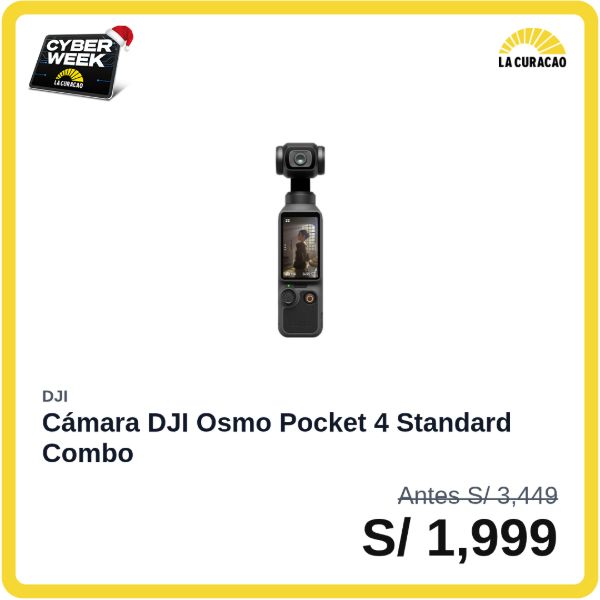 CYBER
WEEK
LA CURACAO
LA CURACAO
DJI
Cámara DJI Osmo Pocket 4 Standard
Combo
Antes S/ 3,449
S/ 1,999